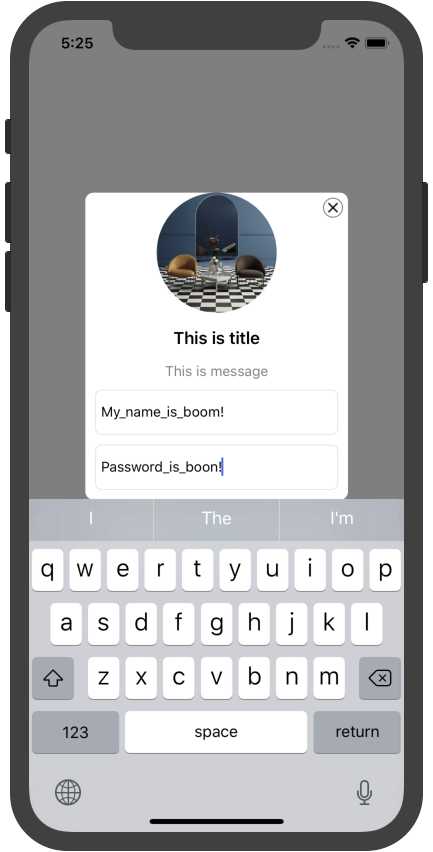 5:25
This is title
This is message
My_name_is_boom!
Password_is_boon!
I The I'm
q w e r t y u i o p
a s d f g h j k l
z x c v b n m
123 space return